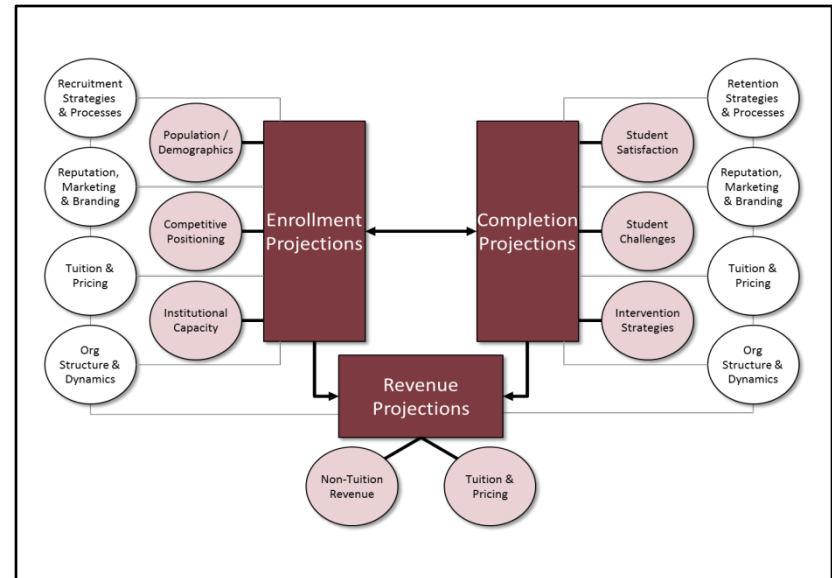 Recruitment
Strategies
& Processes
Population /
Demographics
Reputation,
Marketing
& Branding
Competitive
Positioning
Tuition &
Pricing
Institutional
Capacity
Org
Structure &
Dynamics
Enrollment
Projections
Completion
Projections
Student
Satisfaction
Retention
Strategies
& Processes
Student
Challenges
Reputation,
Marketing
& Branding
Intervention
Strategies
Tuition &
Pricing
Org
Structure &
Dynamics
Revenue
Projections
Non-Tuition
Revenue
Tuition &
Pricing